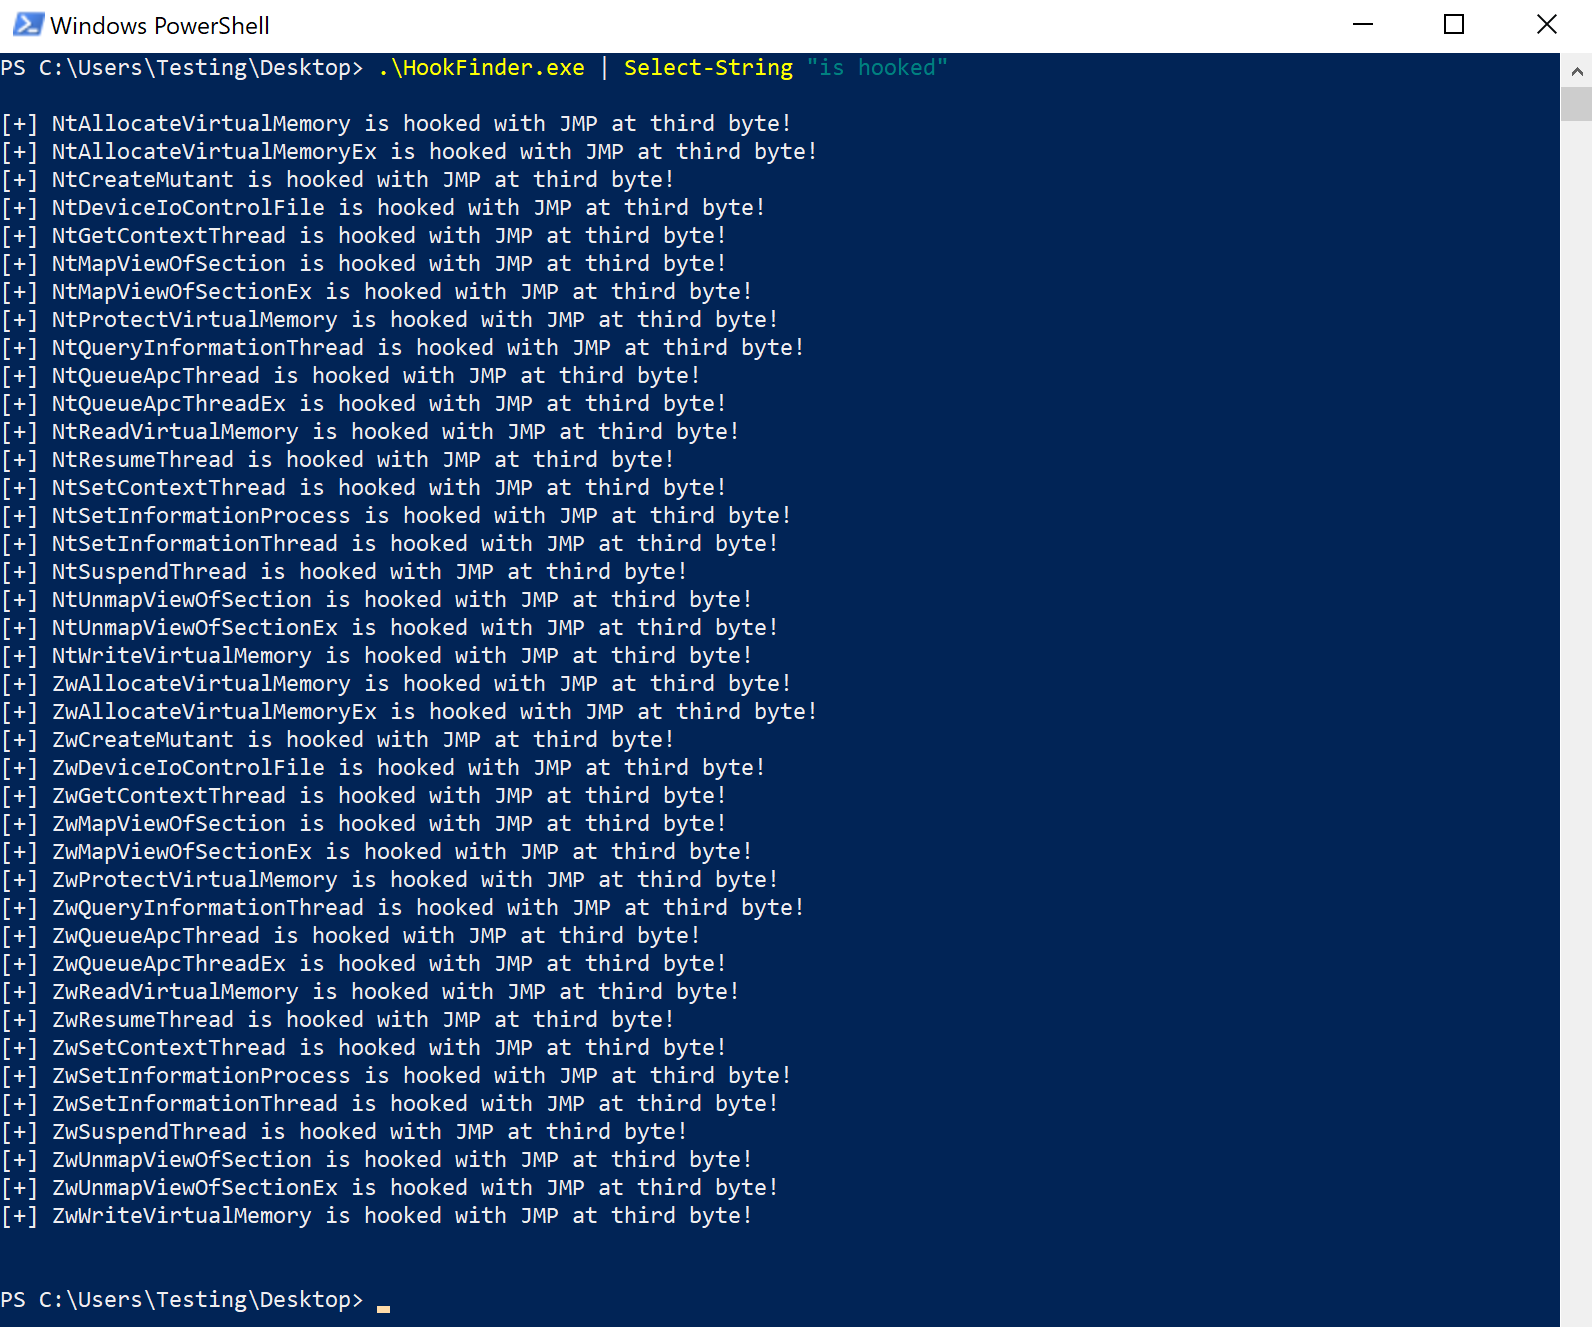 Windows PowerShell
PS C:\Users\Testing\Desktop> .\HookFinder.exe | Select-String "is hooked"
[+] NtAllocateVirtualMemory is hooked with JMP at third byte!
[+] NtAllocateVirtualMemoryEx is hooked with JMP at third byte!
[+] NtCreateMutant is hooked with JMP at third byte!
[+] NtDeviceIoControlFile is hooked with JMP at third byte!
[+] NtGetContextThread is hooked with JMP at third byte!
[+] NtMapViewOfSection is hooked with JMP at third byte!
[+] NtMapViewOfSectionEx is hooked with JMP at third byte!
[+] NtProtectVirtualMemory is hooked with JMP at third byte!
[+] NtQueryInformationThread is hooked with JMP at third byte!
[+] NtQueueApcThread is hooked with JMP at third byte!
[+] NtQueueApcThreadEx is hooked with JMP at third byte!
[+] NtReadVirtualMemory is hooked with JMP at third byte!
[+] NtResumeThread is hooked with JMP at third byte!
[+] NtSetContextThread is hooked with JMP at third byte!
[+] NtSetInformationProcess is hooked with JMP at third byte!
[+] NtSetInformationThread is hooked with JMP at third byte!
[+] NtSuspendThread is hooked with JMP at third byte!
[+] NtUnmapViewOfSection is hooked with JMP at third byte!
[+] NtUnmapViewOfSectionEx is hooked with JMP at third byte!
[+] NtWriteVirtualMemory is hooked with JMP at third byte!
[+] ZwAllocateVirtualMemory is hooked with JMP at third byte!
[+] ZwAllocateVirtualMemoryEx is hooked with JMP at third byte!
[+] ZwCreateMutant is hooked with JMP at third byte!
[+] ZwDeviceIoControlFile is hooked with JMP at third byte!
[+] ZwGetContextThread is hooked with JMP at third byte!
[+] ZwMapViewOfSection is hooked with JMP at third byte!
[+] ZwMapViewOfSectionEx is hooked with JMP at third byte!
[+] ZwProtectVirtualMemory is hooked with JMP at third byte!
[+] ZwQueryInformationThread is hooked with JMP at third byte!
[+] ZwQueueApcThread is hooked with JMP at third byte!
[+] ZwQueueApcThreadEx is hooked with JMP at third byte!
[+] ZwReadVirtualMemory is hooked with JMP at third byte!
[+] ZwResumeThread is hooked with JMP at third byte!
[+] ZwSetContextThread is hooked with JMP at third byte!
[+] ZwSetInformationProcess is hooked with JMP at third byte!
[+] ZwSetInformationThread is hooked with JMP at third byte!
[+] ZwSuspendThread is hooked with JMP at third byte!
[+] ZwUnmapViewOfSection is hooked with JMP at third byte!
[+] ZwUnmapViewOfSectionEx is hooked with JMP at third byte!
[+] ZwWriteVirtualMemory is hooked with JMP at third byte!
PS C:\Users\Testing\Desktop>